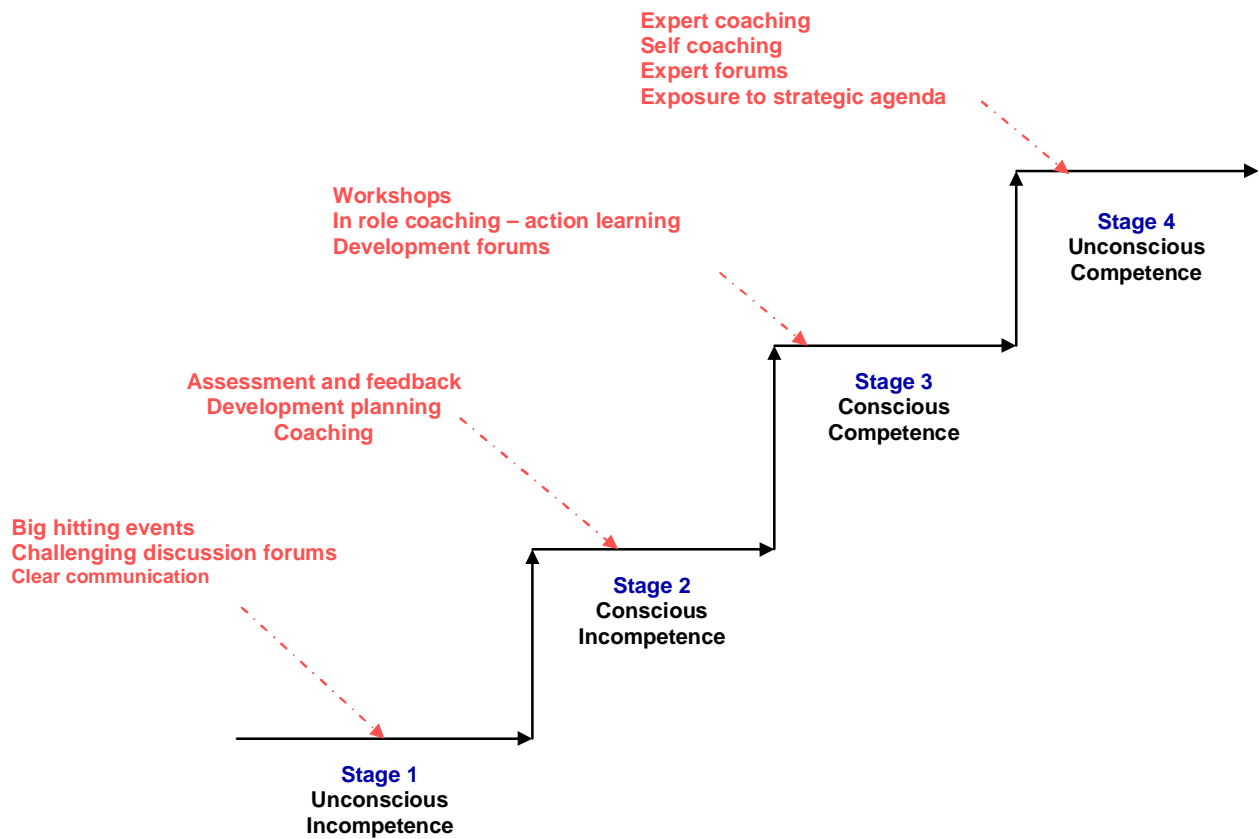 Expert coaching
Self coaching
Expert forums
Exposure to strategic agenda
Workshops
In role coaching – action learning
Development forums
Stage 4
Unconscious
Competence
Assessment and feedback
Development planning
Coaching
Stage 3
Conscious
Competence
Big hitting events
Challenging discussion forums
Clear communication
Stage 2
Conscious
Incompetence
Stage 1
Unconscious
Incompetence